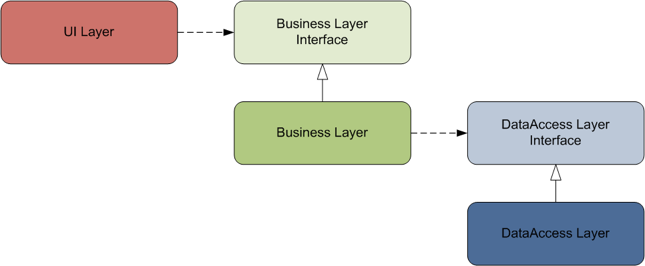 UI Layer
Business Layer
Interface
Business Layer
DataAccess Layer
Interface
DataAccess Layer